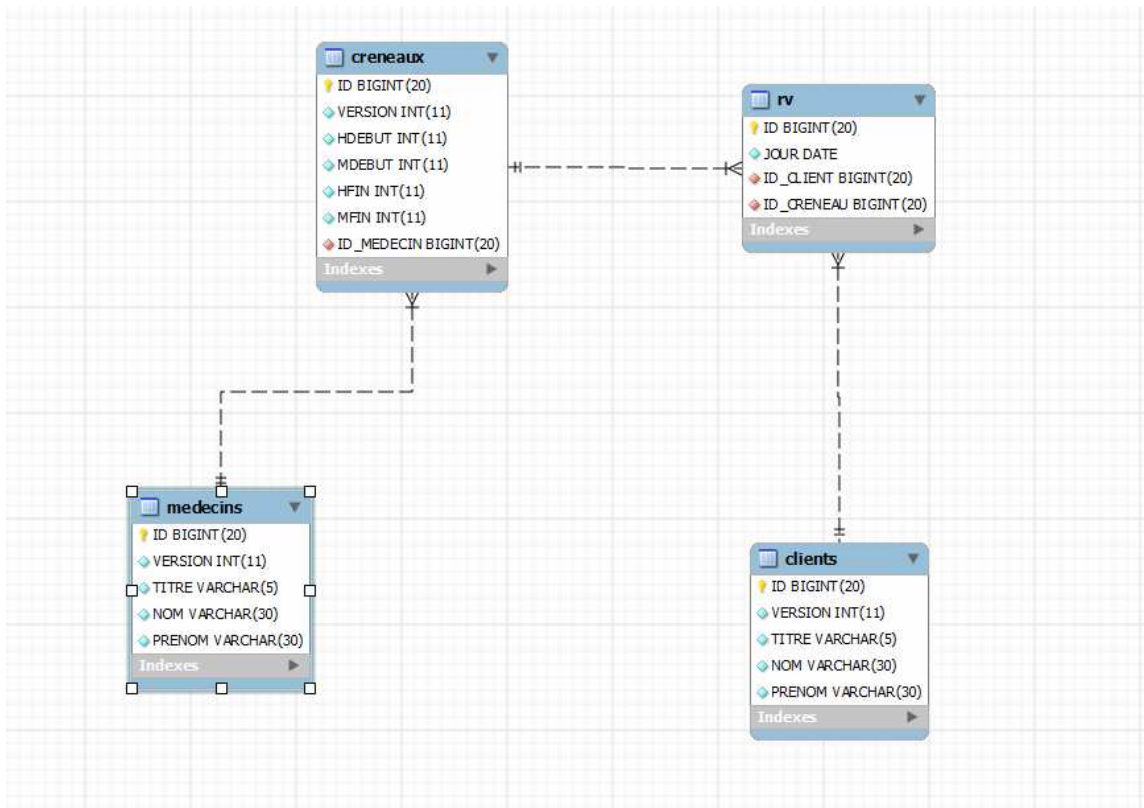 creneaux
ID BIGINT(20)
VERSION INT(11)
HDEBUT INT(11)
MDEBUT INT(11)
HFIN INT(11)
MFIN INT(11)
ID_MEDECIN BIGINT(20)
Indexes
rv
ID BIGINT(20)
JOUR DATE
ID_CLIENT BIGINT(20)
ID_CRENEAU BIGINT(20)
Indexes
medecins
ID BIGINT(20)
VERSION INT(11)
TITRE VARCHAR(5)
NOM VARCHAR(30)
PRENOM VARCHAR(30)
Indexes
clients
ID BIGINT(20)
VERSION INT(11)
TITRE VARCHAR(5)
NOM VARCHAR(30)
PRENOM VARCHAR(30)
Indexes